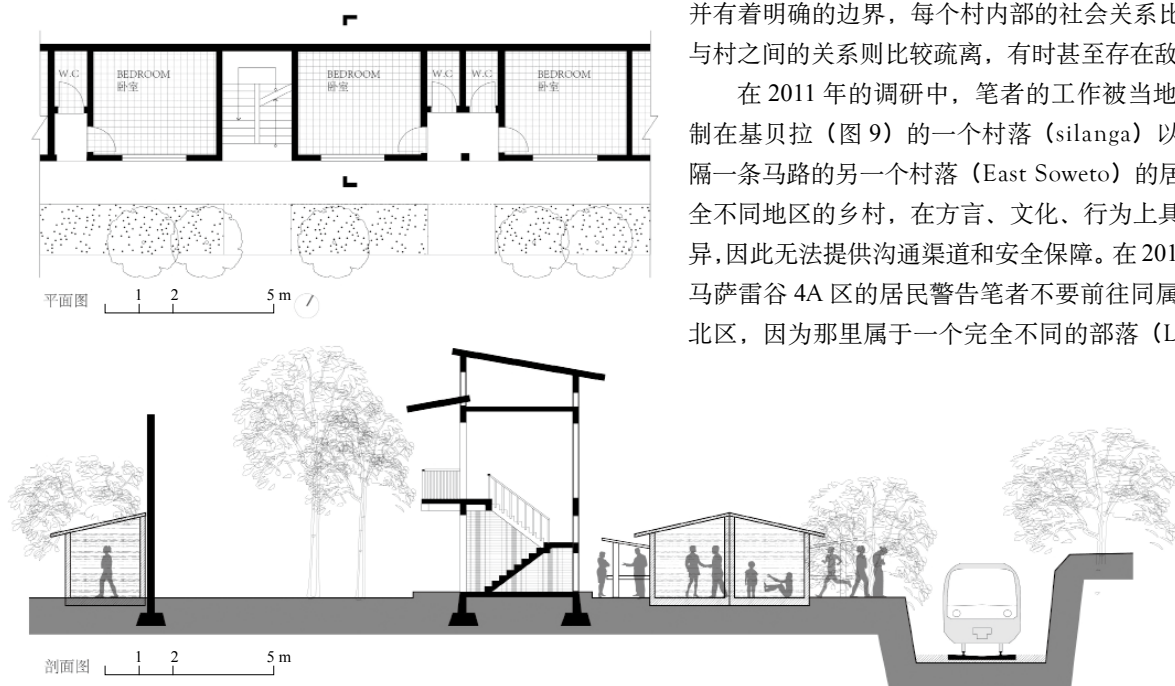 W.C
BEDROOM
卧室
BEDROOM
卧室
W.C
W.C
BEDROOM
卧室
平面图
1
2
5 m
并有着明确的边界，每个村内部的社会关系比
与村之间的关系则比较疏离，有时甚至存在敌
在 2011 年的调研中，笔者的工作被当地
制在基贝拉（图 9）的一个村落（silanga）以
隔一条马路的另一个村落（East Soweto）的居
全不同地区的乡村，在方言、文化、行为上具
异，因此无法提供沟通渠道和安全保障。在 201
马萨雷谷 4A 区的居民警告笔者不要前往同属
北区，因为那里属于一个完全不同的部落（L
剖面图
1
2
5 m